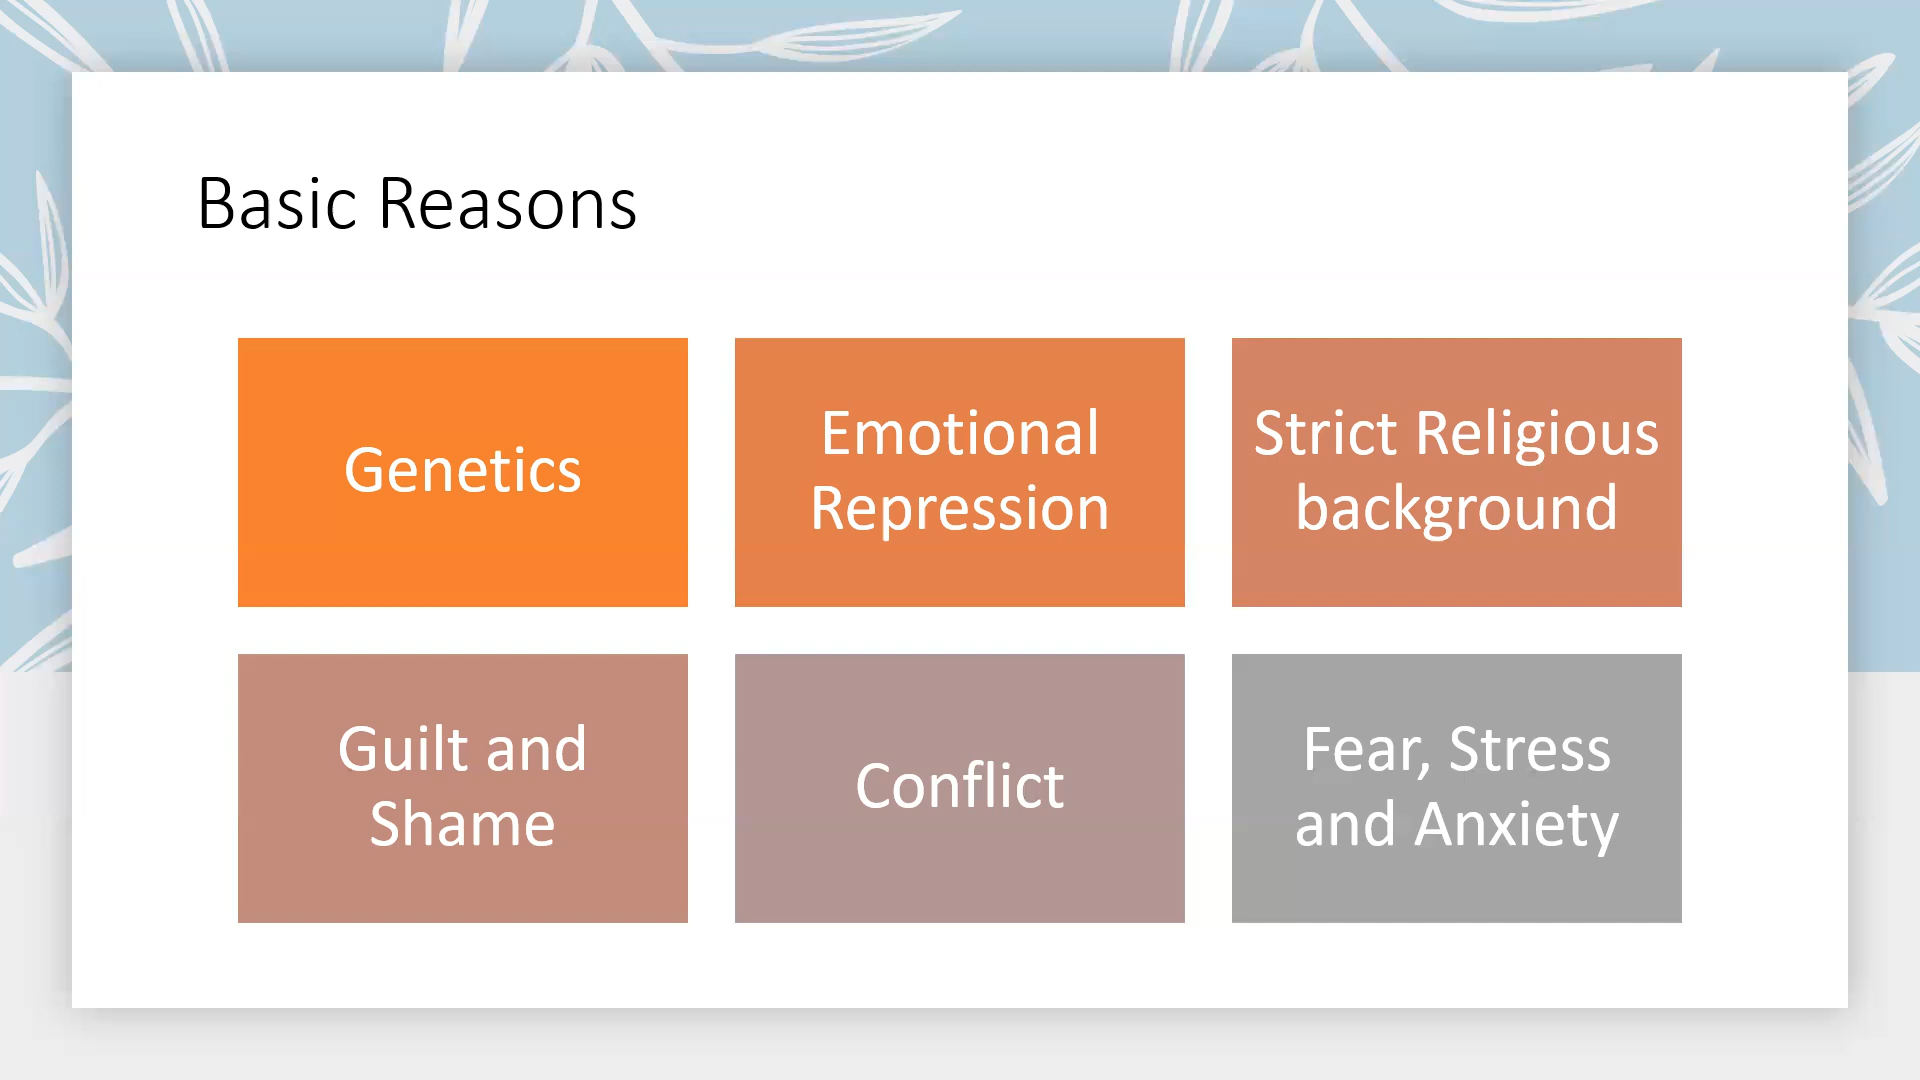 Basic Reasons
Genetics
Emotional
Repression
Strict Religious
background
Guilt and
Shame
Conflict
Fear, Stress
and Anxiety